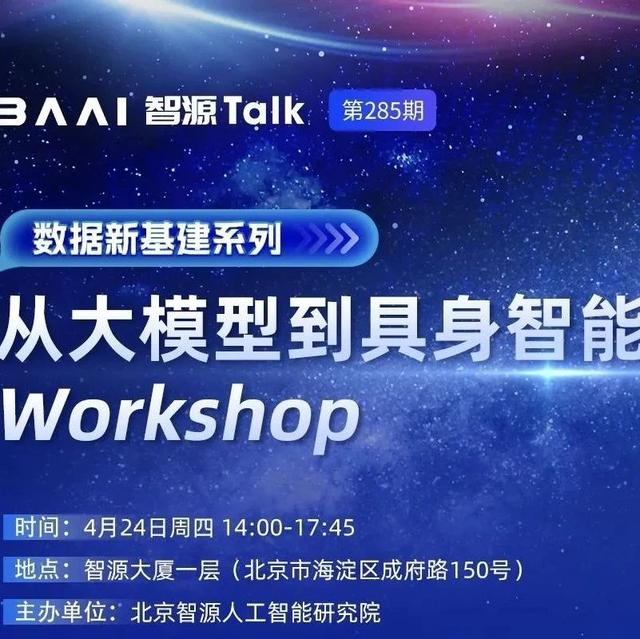 BAAI 智源Talk 第285期
数据新基建系列
从大模型到具身智能
Workshop
时间：4月24日周四 14:00-17:45
地点：智源大厦一层（北京市海淀区成府路150号）
主办单位：北京智源人工智能研究院